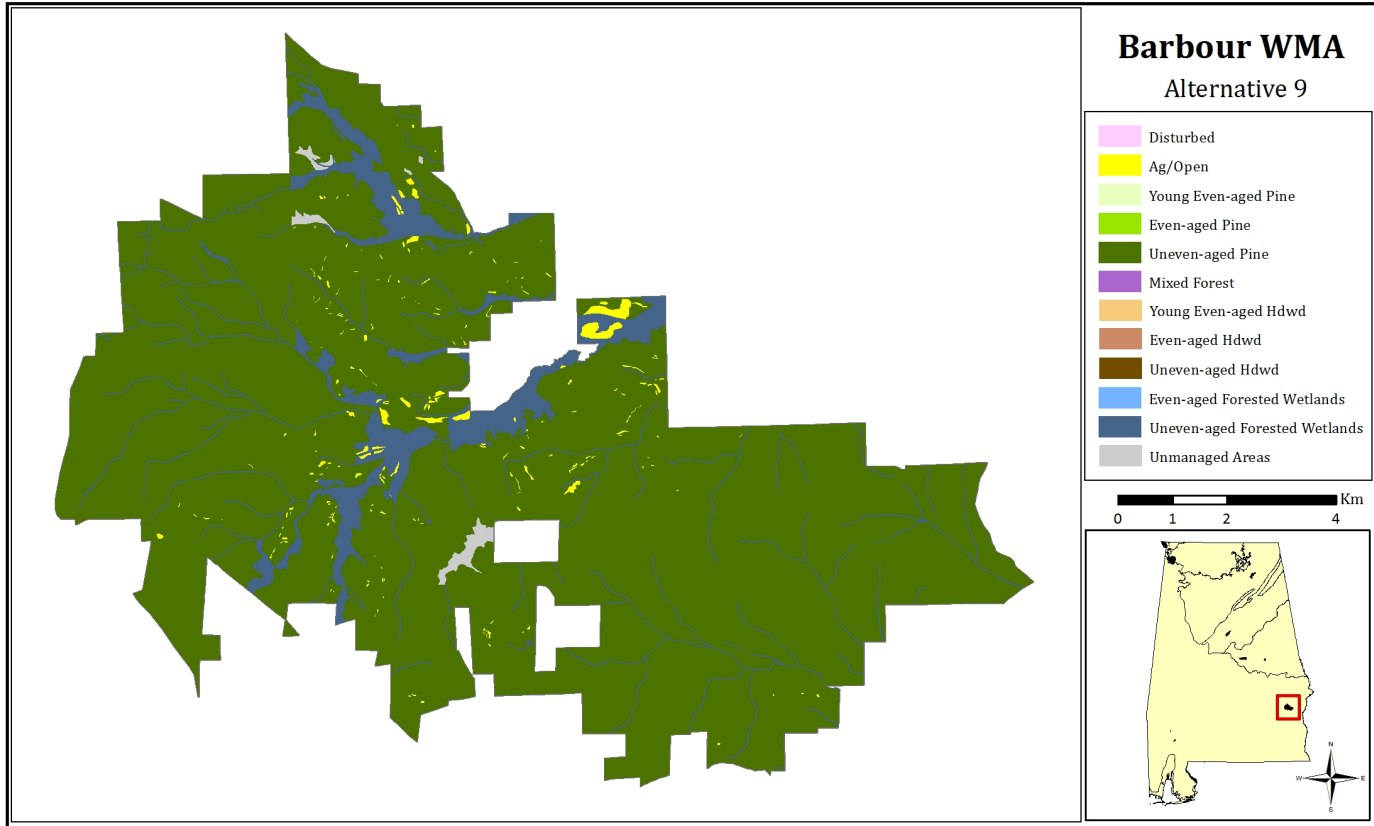 Barbour WMA
Alternative 9
Disturbed
Ag/Open
Young Even-aged Pine
Even-aged Pine
Uneven-aged Pine
Mixed Forest
Young Even-aged Hdwd
Even-aged Hdwd
Uneven-aged Hdwd
Even-aged Forested Wetlands
Uneven-aged Forested Wetlands
Unmanaged Areas
Km
0 1 2 4
N
W E
S